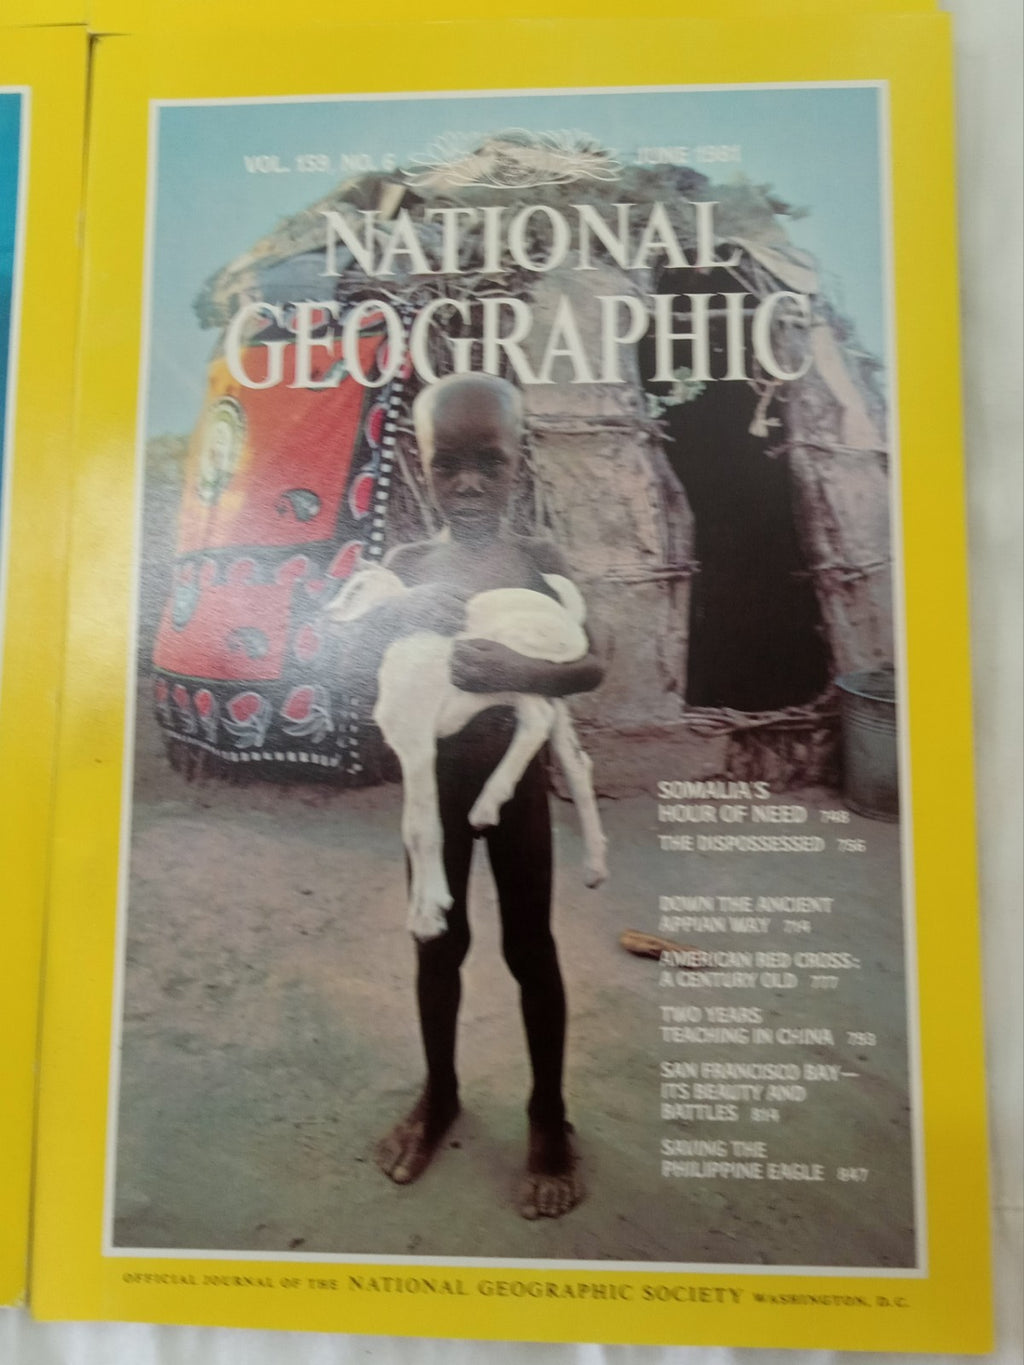 VOL. 159, NO. 6 JUNE 1981
NATIONAL
GEOGRAPHIC
SOMALIA'S
HOUR OF NEED 748
THE DISPOSSESSED 756
DOWN THE ANCIENT
APPIAN WAY 714
AMERICAN RED CROSS:
A CENTURY OLD 777
TWO YEARS
TEACHING IN CHINA 793
SAN FRANCISCO BAY—
ITS BEAUTY AND
BATTLES 814
SAVING THE
PHILIPPINE EAGLE 847
OFFICIAL JOURNAL OF THE NATIONAL GEOGRAPHIC SOCIETY WASHINGTON, D.C.